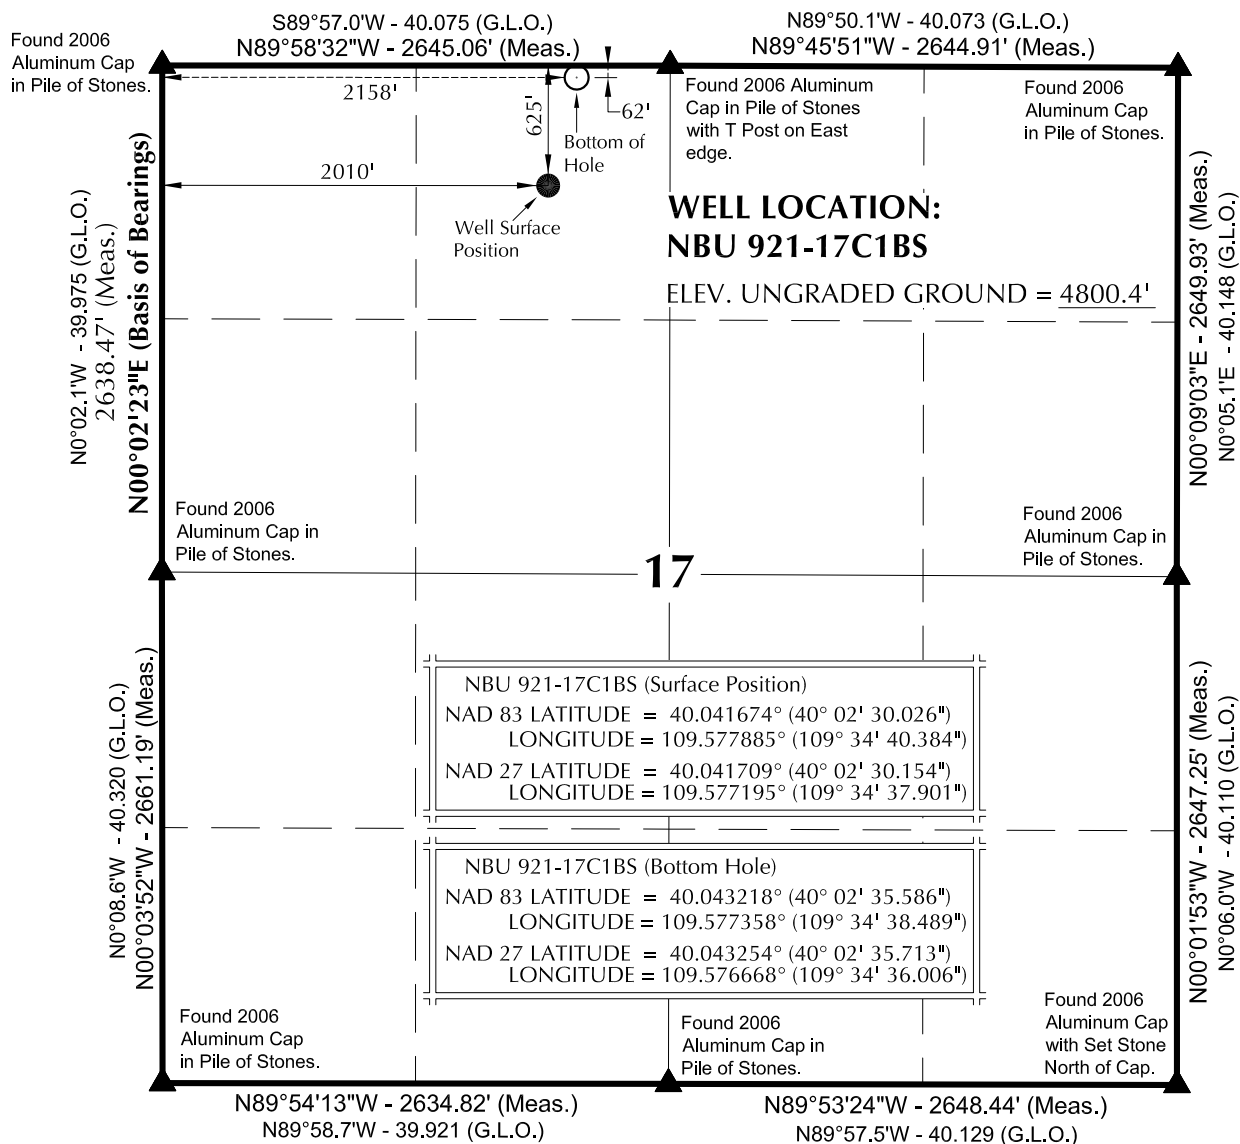 S89°57.0'W - 40.075 (G.L.O.)
N89°58'32"W - 2645.06' (Meas.)
N89°50.1'W - 40.073 (G.L.O.)
N89°45'51"W - 2644.91' (Meas.)
Found 2006
Aluminum Cap
in Pile of Stones.
2158'
625'
62'
Bottom of
Hole
2010'
Well Surface
Position
Found 2006 Aluminum
Cap in Pile of Stones
with T Post on East
edge.
Found 2006
Aluminum Cap
in Pile of Stones.
WELL LOCATION:
NBU 921-17C1BS
ELEV. UNGRADED GROUND = 4800.4'
N0°02.1'W - 39.975 (G.L.O.)
2638.47' (Meas.)
N00°02'23"E (Basis of Bearings)
N00°09'03"E - 2649.93' (Meas.)
N0°05.1'E - 40.148 (G.L.O.)
Found 2006
Aluminum Cap in
Pile of Stones.
Found 2006
Aluminum Cap in
Pile of Stones.
17
NBU 921-17C1BS (Surface Position)
NAD 83 LATITUDE = 40.041674° (40° 02' 30.026")
LONGITUDE = 109.577885° (109° 34' 40.384")
NAD 27 LATITUDE = 40.041709° (40° 02' 30.154")
LONGITUDE = 109.577195° (109° 34' 37.901")
NBU 921-17C1BS (Bottom Hole)
NAD 83 LATITUDE = 40.043218° (40° 02' 35.586")
LONGITUDE = 109.577358° (109° 34' 38.489")
NAD 27 LATITUDE = 40.043254° (40° 02' 35.713")
LONGITUDE = 109.576668° (109° 34' 36.006")
N0°08.6'W - 40.320 (G.L.O.)
N00°03'52"W - 2661.19' (Meas.)
N00°01'53"W - 2647.25' (Meas.)
N0°06.0'W - 40.110 (G.L.O.)
Found 2006
Aluminum Cap
in Pile of Stones.
Found 2006
Aluminum Cap in
Pile of Stones.
Found 2006
Aluminum Cap
with Set Stone
North of Cap.
N89°54'13"W - 2634.82' (Meas.)
N89°58.7'W - 39.921 (G.L.O.)
N89°53'24"W - 2648.44' (Meas.)
N89°57.5'W - 40.129 (G.L.O.)